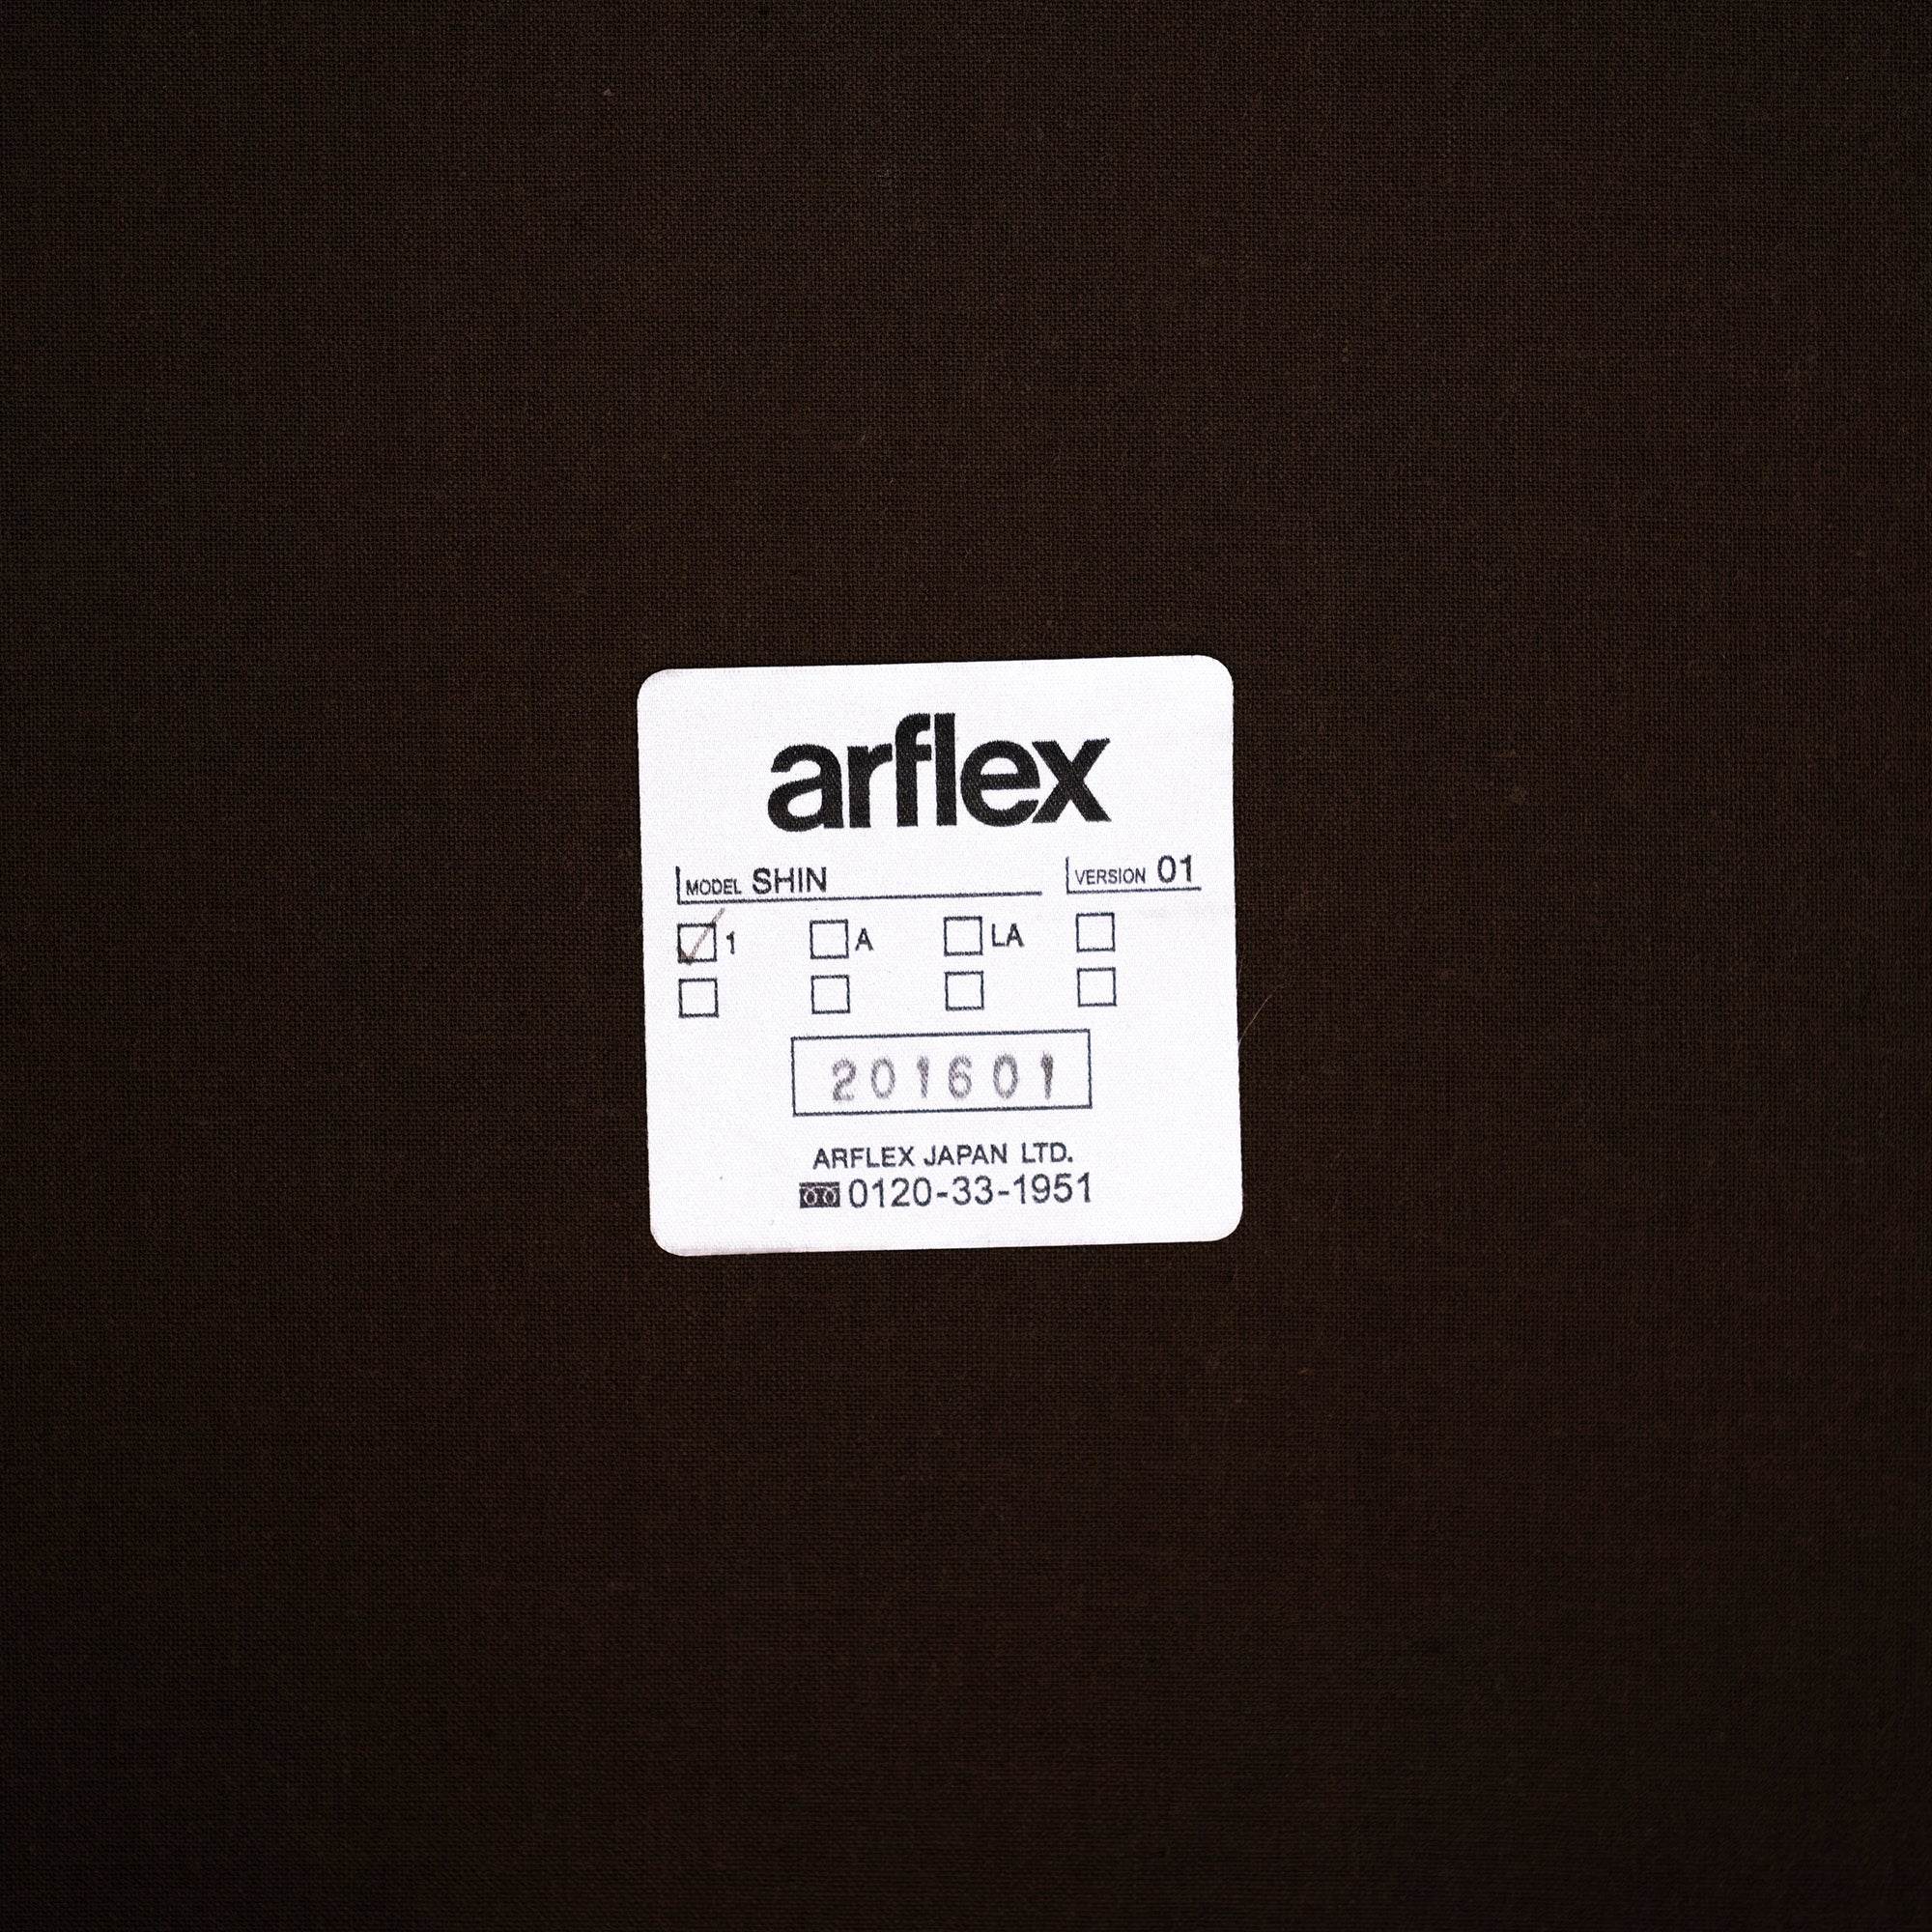 arflex
MODEL SHIN VERSION 01
☑ 1 ☐ A ☐ LA ☐
☐ ☐ ☐ ☐
201601
ARFLEX JAPAN LTD.
0120-33-1951